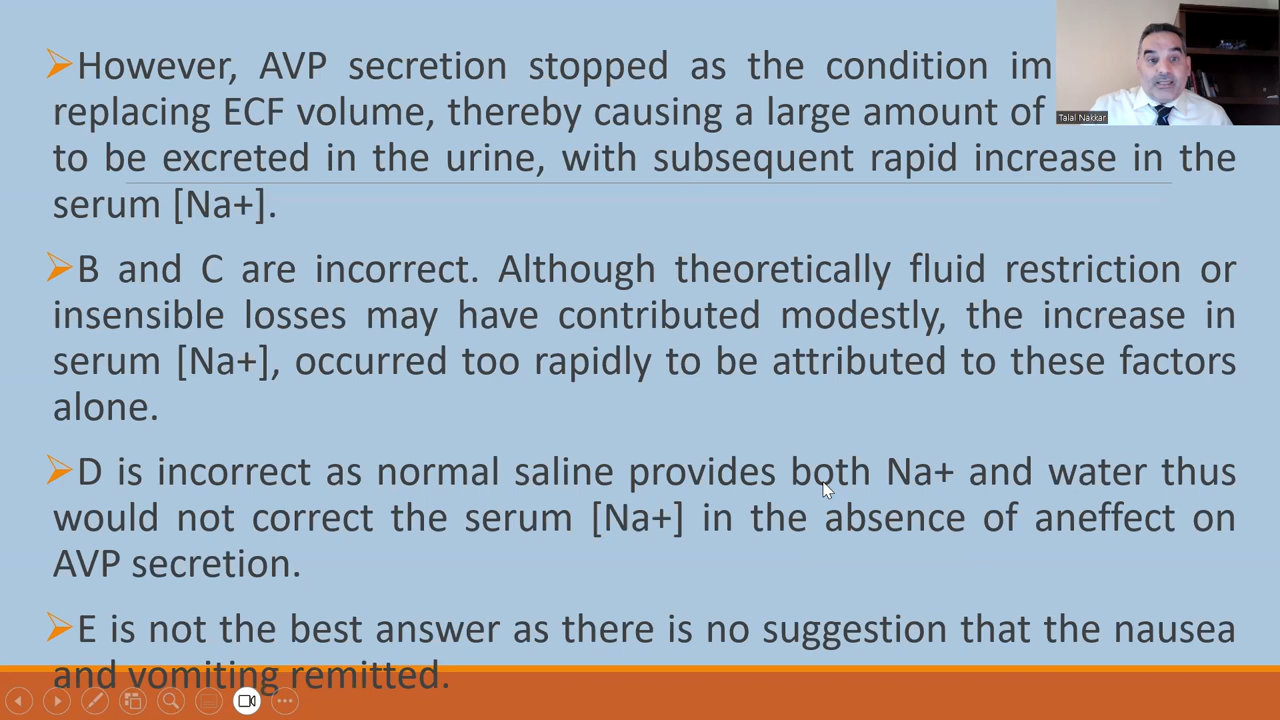 However, AVP secretion stopped as the condition im
replacing ECF volume, thereby causing a large amount of
Talal Nakkar
to be excreted in the urine, with subsequent rapid increase in the
serum [Na+].
B and C are incorrect. Although theoretically fluid restriction or
insensible losses may have contributed modestly, the increase in
serum [Na+], occurred too rapidly to be attributed to these factors
alone.
D is incorrect as normal saline provides both Na+ and water thus
would not correct the serum [Na+] in the absence of aneffect on
AVP secretion.
E is not the best answer as there is no suggestion that the nausea
and vomiting remitted.